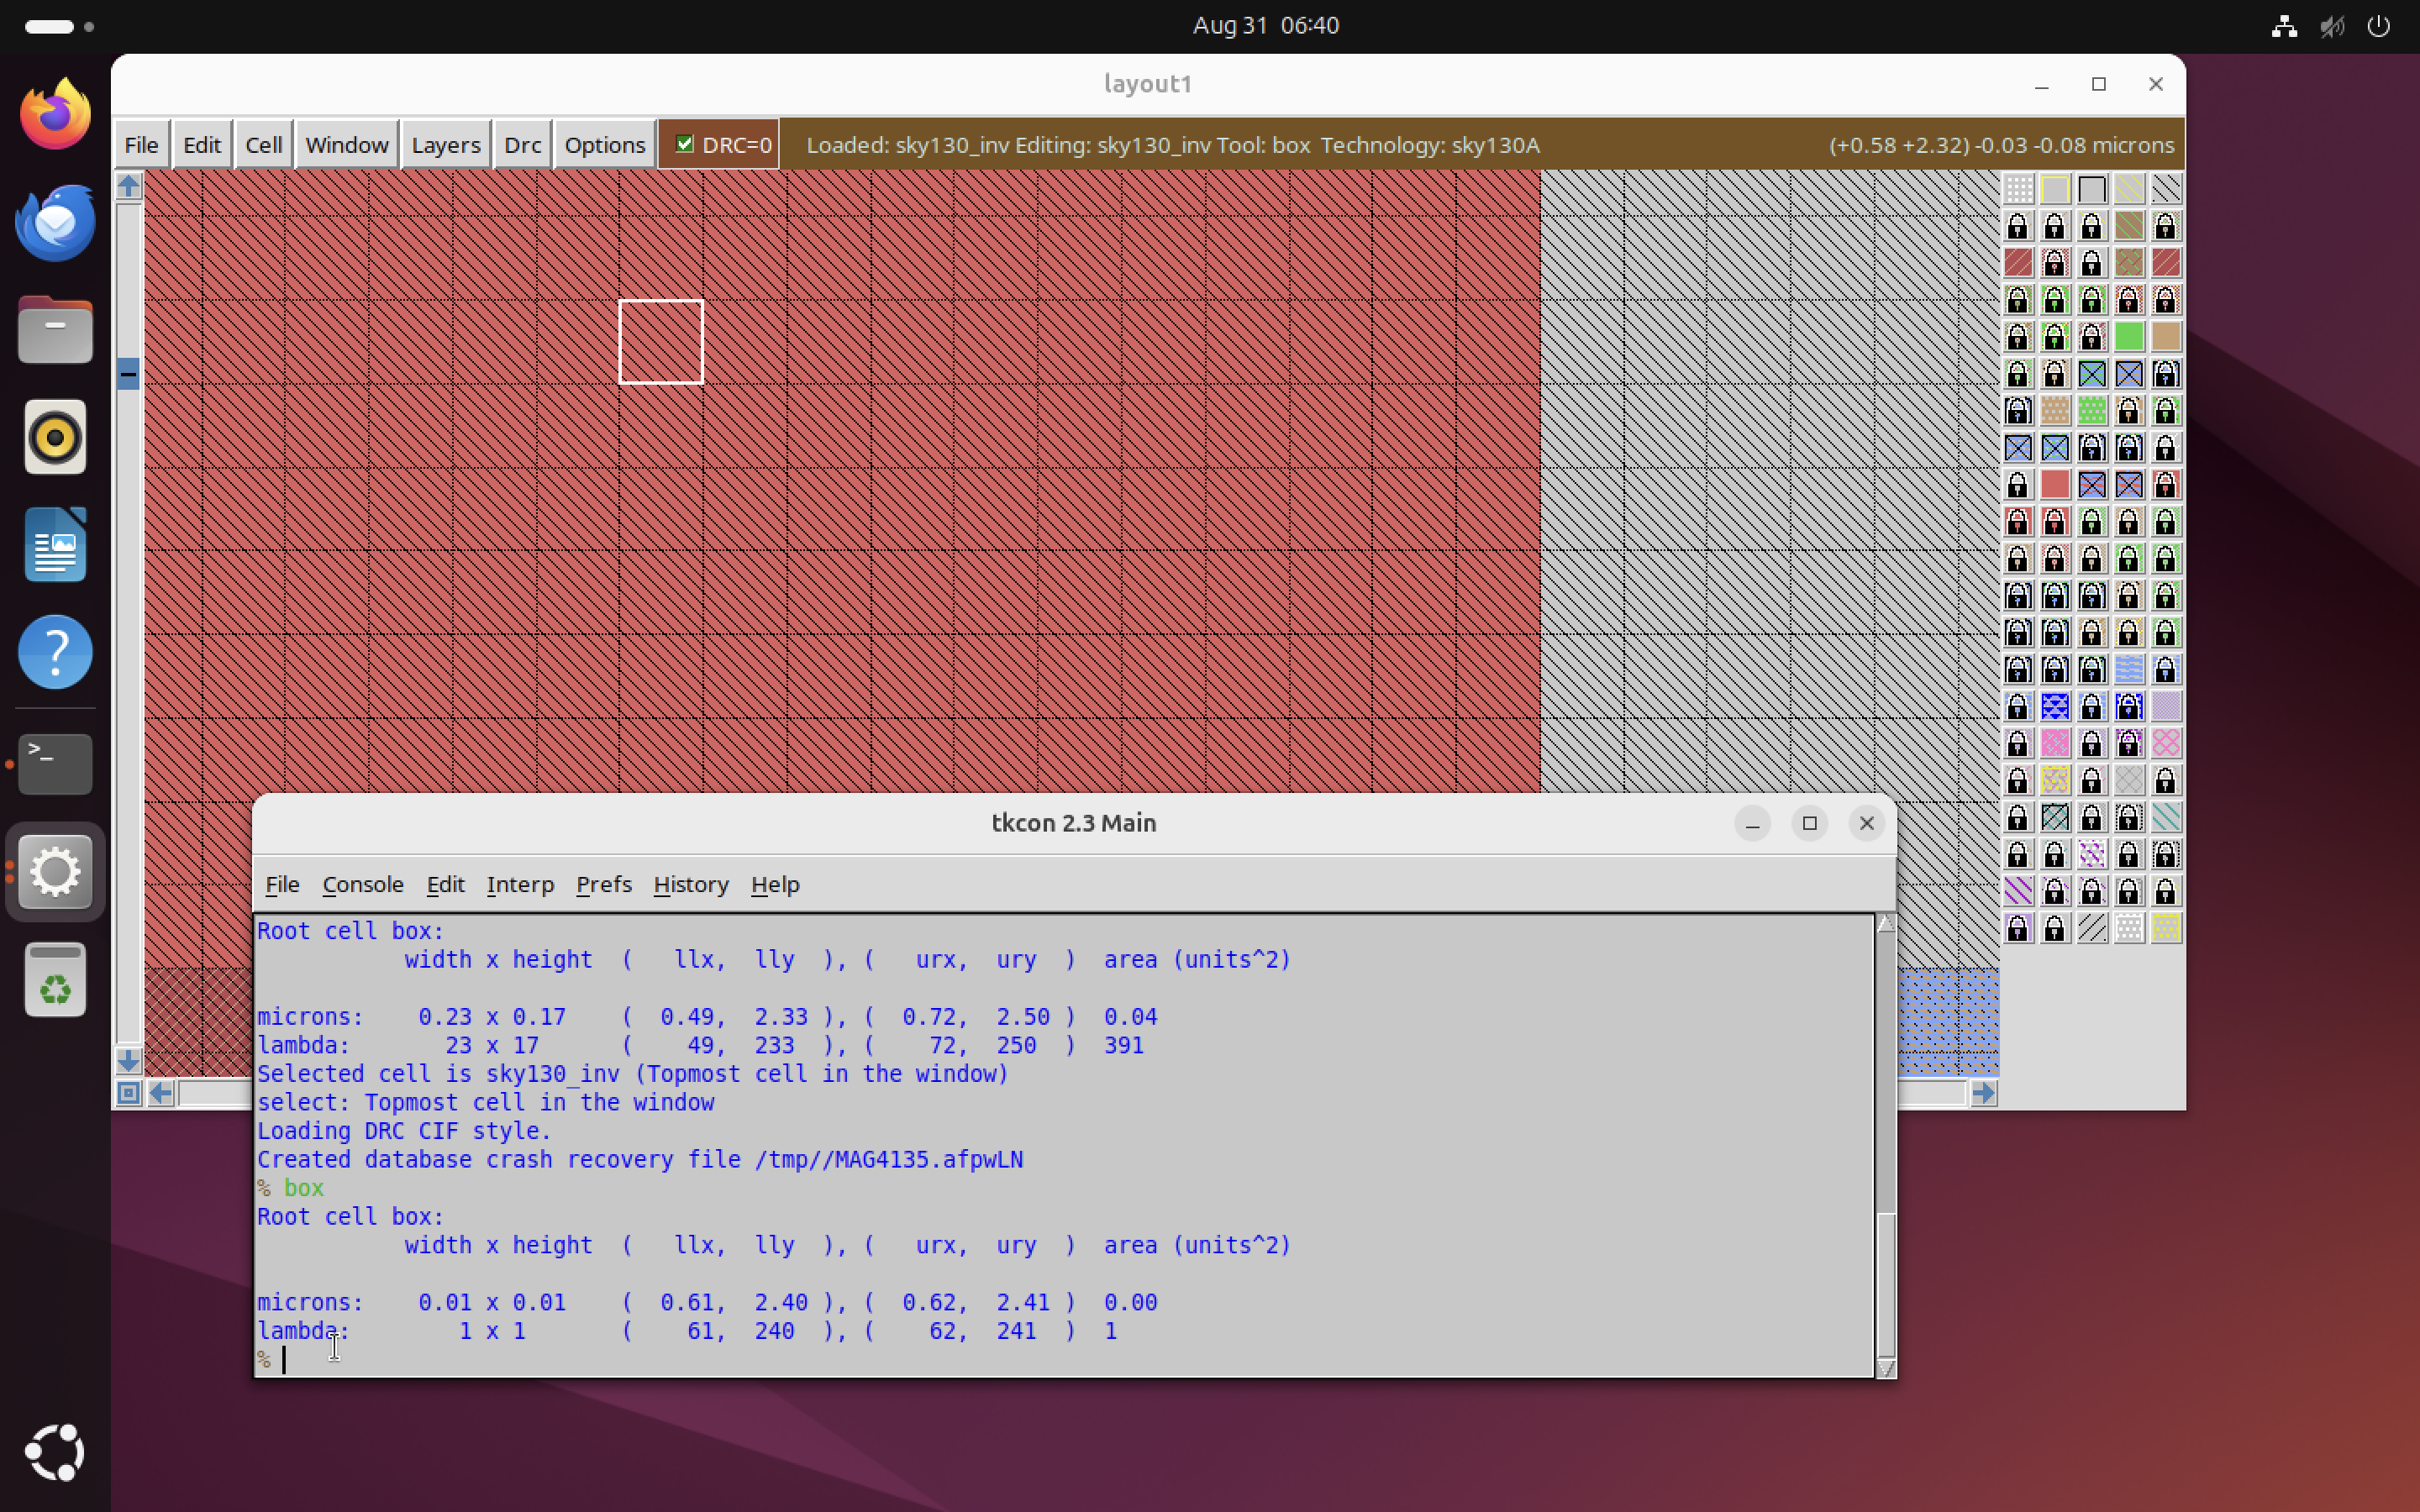 Aug 31 06:40
layout1
File Edit Cell Window Layers Drc Options DRC=0 Loaded: sky130_inv Editing: sky130_inv Tool: box Technology: sky130A (+0.58 +2.32) -0.03 -0.08 microns
tkcon 2.3 Main
File Console Edit Interp Prefs History Help
Root cell box:
width x height ( llx, lly ), ( urx, ury ) area (units^2)
microns: 0.23 x 0.17 ( 0.49, 2.33 ), ( 0.72, 2.50 ) 0.04
lambda: 23 x 17 ( 49, 233 ), ( 72, 250 ) 391
Selected cell is sky130_inv (Topmost cell in the window)
select: Topmost cell in the window
Loading DRC CIF style.
Created database crash recovery file /tmp//MAG4135.afpwLN
% box
Root cell box:
width x height ( llx, lly ), ( urx, ury ) area (units^2)
microns: 0.01 x 0.01 ( 0.61, 2.40 ), ( 0.62, 2.41 ) 0.00
lambda: 1 x 1 ( 61, 240 ), ( 62, 241 ) 1
%